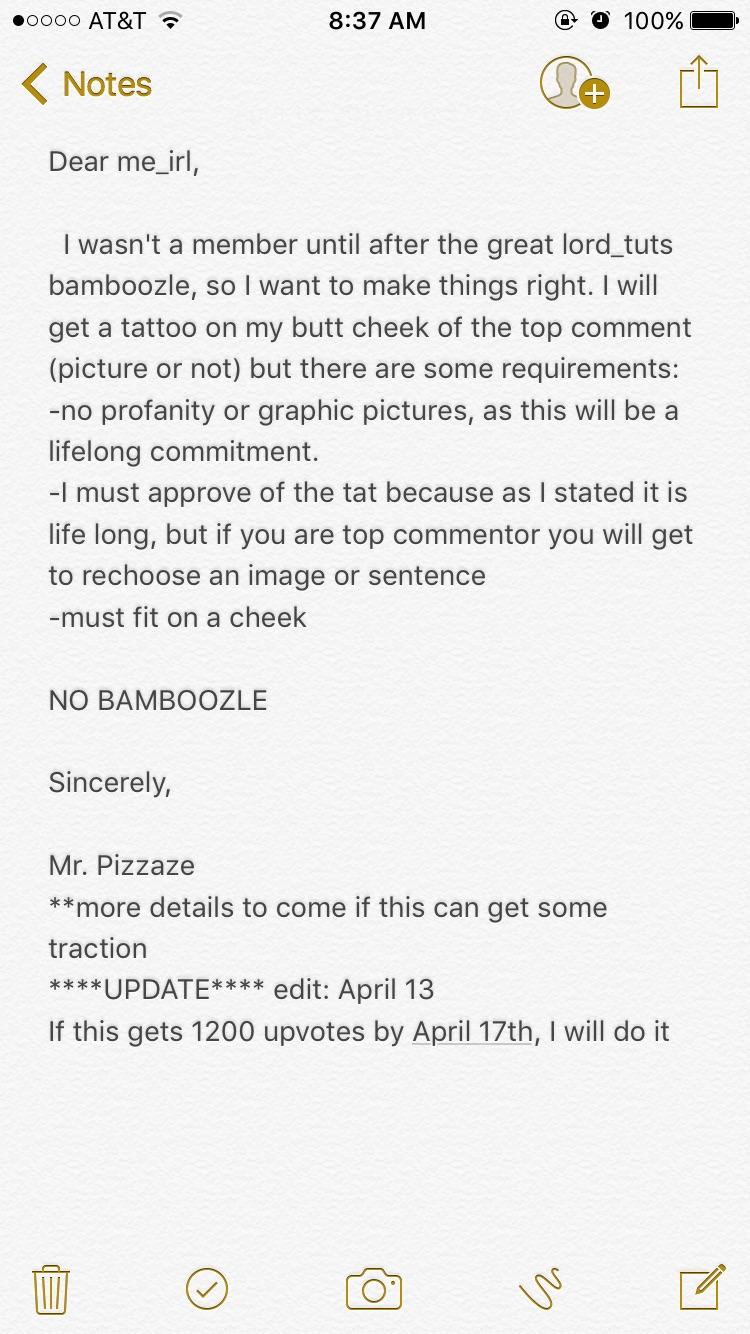 AT&T 8:37 AM 100%
Notes
Dear me_irl,
I wasn't a member until after the great lord_tuts
bamboozle, so I want to make things right. I will
get a tattoo on my butt cheek of the top comment
(picture or not) but there are some requirements:
-no profanity or graphic pictures, as this will be a
lifelong commitment.
-I must approve of the tat because as I stated it is
life long, but if you are top commentor you will get
to rechoose an image or sentence
-must fit on a cheek
NO BAMBOOZLE
Sincerely,
Mr. Pizzaze
**more details to come if this can get some
traction
****UPDATE**** edit: April 13
If this gets 1200 upvotes by April 17th, I will do it